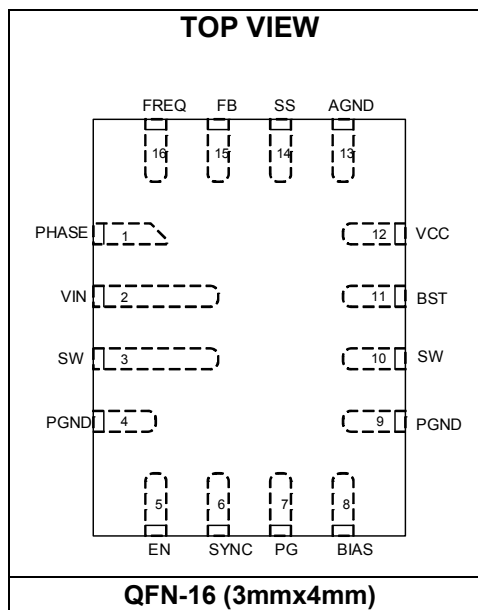 TOP VIEW
FREQ FB SS AGND
16 15 14 13
PHASE 1 12 VCC
VIN 2 11 BST
SW 3 10 SW
PGND 4 9 PGND
5 6 7 8
EN SYNC PG BIAS
QFN-16 (3mmx4mm)